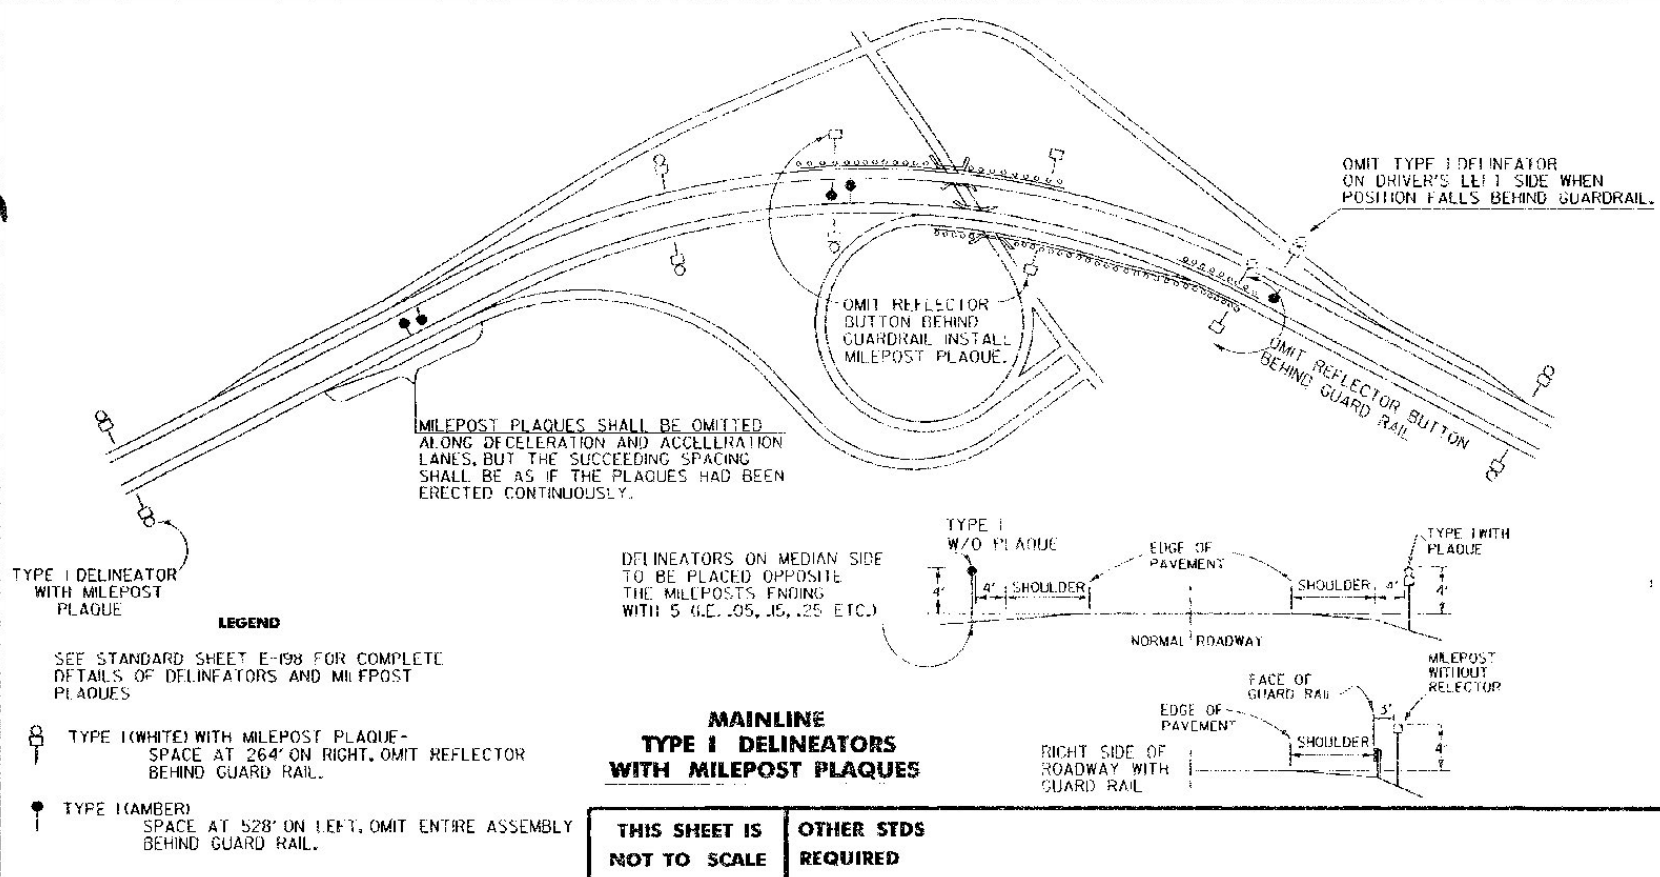 OMIT TYPE I DELINEATOR
ON DRIVER'S LEFT SIDE WHEN
POSITION FALLS BEHIND GUARDRAIL.
OMIT REFLECTOR
BUTTON BEHIND
GUARDRAIL INSTALL
MILEPOST PLAQUE.
OMIT REFLECTOR BUTTON
BEHIND GUARD RAIL
MILEPOST PLAQUES SHALL BE OMITTED
ALONG DECELERATION AND ACCELLRATION
LANES, BUT THE SUCCEEDING SPACING
SHALL BE AS IF THE PLAQUES HAD BEEN
ERECTED CONTINUOUSLY.
TYPE I DELINEATOR
WITH MILEPOST
PLAQUE
DELINEATORS ON MEDIAN SIDE
TO BE PLACED OPPOSITE
THE MILEPOSTS ENDING
WITH 5 (I.E. .05, .15, .25 ETC.)
TYPE I
W/O PLAQUE
EDGE OF
PAVEMENT
TYPE I WITH
PLAQUE
4'
4'
SHOULDER
SHOULDER
4'
4'
NORMAL ROADWAY
MILEPOST
WITHOUT
RELECTOR
FACE OF
GUARD RAIL
3'
EDGE OF
PAVEMENT
SHOULDER
4'
RIGHT SIDE OF
ROADWAY WITH
GUARD RAIL
LEGEND
SEE STANDARD SHEET E-198 FOR COMPLETE
DETAILS OF DELINEATORS AND MILEPOST
PLAQUES
TYPE I (WHITE) WITH MILEPOST PLAQUE-
SPACE AT 264' ON RIGHT. OMIT REFLECTOR
BEHIND GUARD RAIL.
TYPE I (AMBER)
SPACE AT 528' ON LEFT. OMIT ENTIRE ASSEMBLY
BEHIND GUARD RAIL.
MAINLINE
TYPE I DELINEATORS
WITH MILEPOST PLAQUES
THIS SHEET IS
NOT TO SCALE
OTHER STDS
REQUIRED